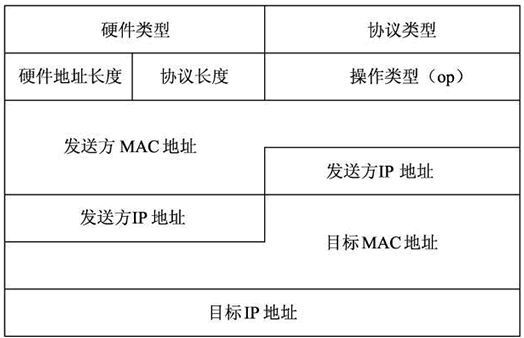 硬件类型
协议类型
硬件地址长度
协议长度
操作类型（op）
发送方 MAC 地址
发送方IP 地址
发送方IP 地址
目标MAC地址
目标IP 地址